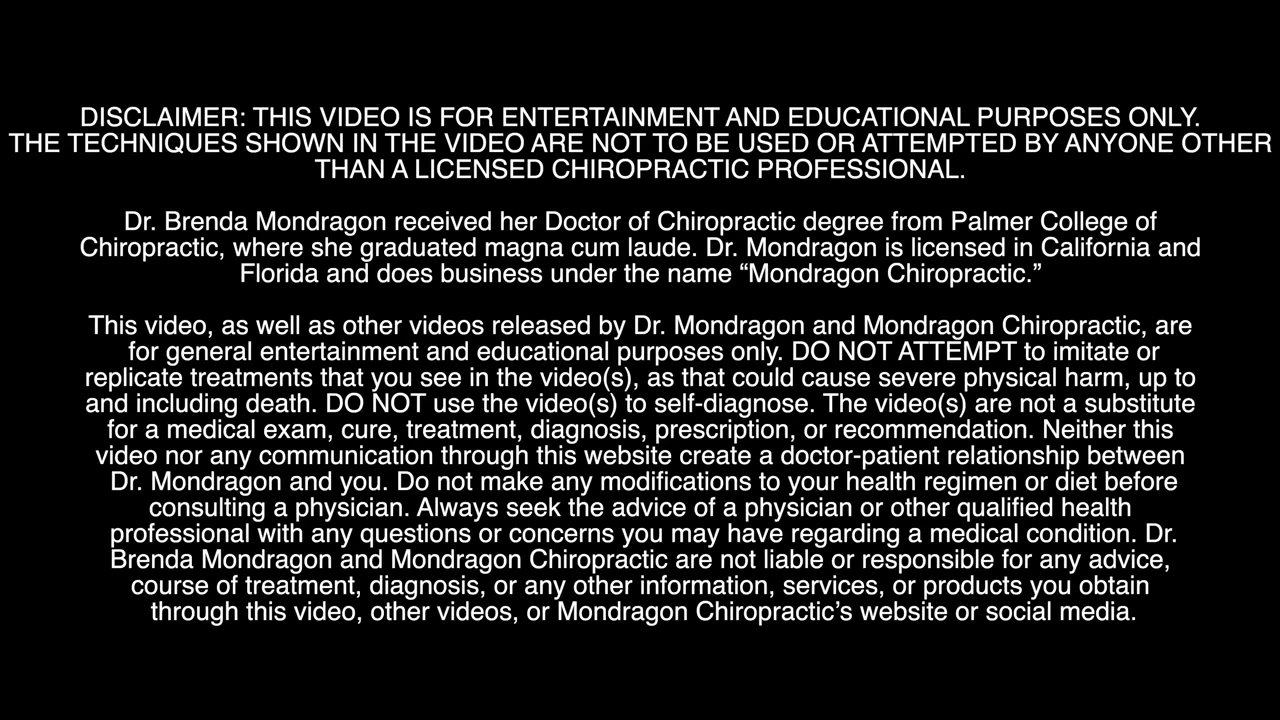 DISCLAIMER: THIS VIDEO IS FOR ENTERTAINMENT AND EDUCATIONAL PURPOSES ONLY.
THE TECHNIQUES SHOWN IN THE VIDEO ARE NOT TO BE USED OR ATTEMPTED BY ANYONE OTHER
THAN A LICENSED CHIROPRACTIC PROFESSIONAL.
Dr. Brenda Mondragon received her Doctor of Chiropractic degree from Palmer College of
Chiropractic, where she graduated magna cum laude. Dr. Mondragon is licensed in California and
Florida and does business under the name “Mondragon Chiropractic.”
This video, as well as other videos released by Dr. Mondragon and Mondragon Chiropractic, are
for general entertainment and educational purposes only. DO NOT ATTEMPT to imitate or
replicate treatments that you see in the video(s), as that could cause severe physical harm, up to
and including death. DO NOT use the video(s) to self-diagnose. The video(s) are not a substitute
for a medical exam, cure, treatment, diagnosis, prescription, or recommendation. Neither this
video nor any communication through this website create a doctor-patient relationship between
Dr. Mondragon and you. Do not make any modifications to your health regimen or diet before
consulting a physician. Always seek the advice of a physician or other qualified health
professional with any questions or concerns you may have regarding a medical condition. Dr.
Brenda Mondragon and Mondragon Chiropractic are not liable or responsible for any advice,
course of treatment, diagnosis, or any other information, services, or products you obtain
through this video, other videos, or Mondragon Chiropractic’s website or social media.